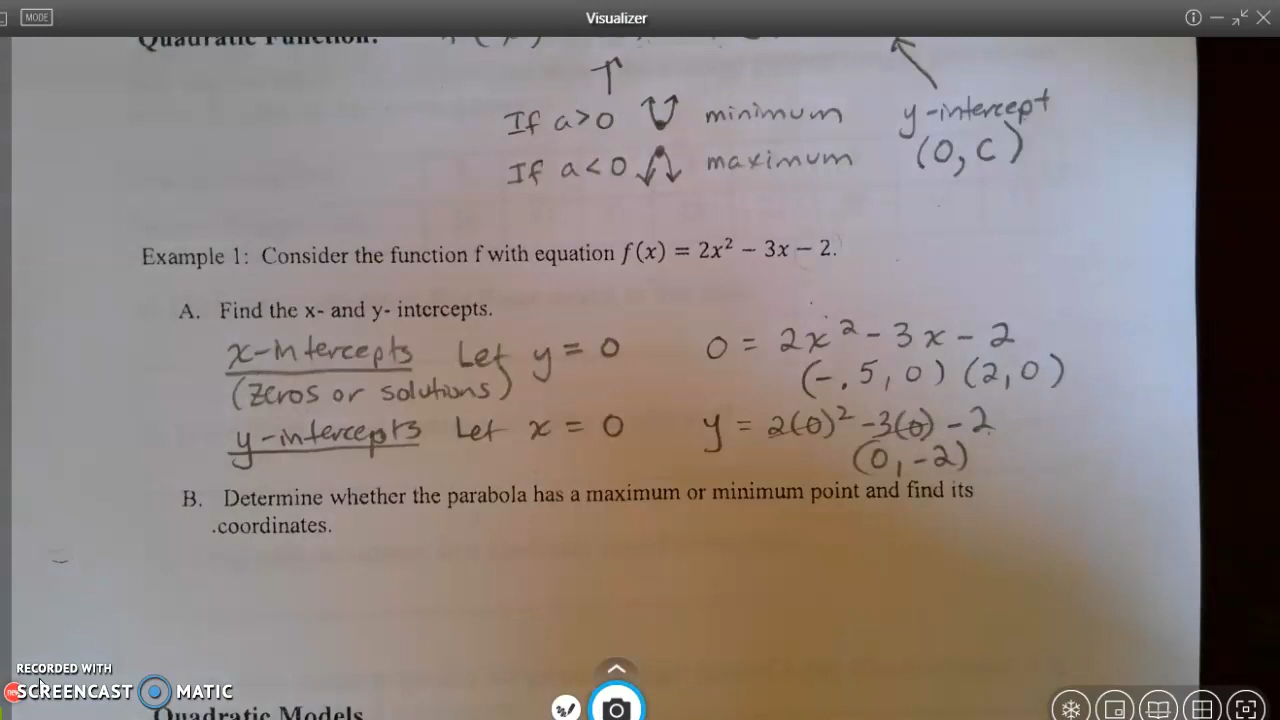 MODE
Visualizer
Quadratic Function:
If a > 0 minimum
If a < 0 maximum
y-intercept
(0, C)
Example 1: Consider the function f with equation f(x) = 2x² − 3x − 2.
A. Find the x- and y- intercepts.
x-intercepts Let y = 0 0 = 2x² - 3x - 2
(zeros or solutions) (-.5, 0) (2, 0)
y-intercepts Let x = 0 y = 2(0)² -3(0) -2
(0, -2)
B. Determine whether the parabola has a maximum or minimum point and find its
.coordinates.
RECORDED WITH
SCREENCAST MATIC
Quadratic Models